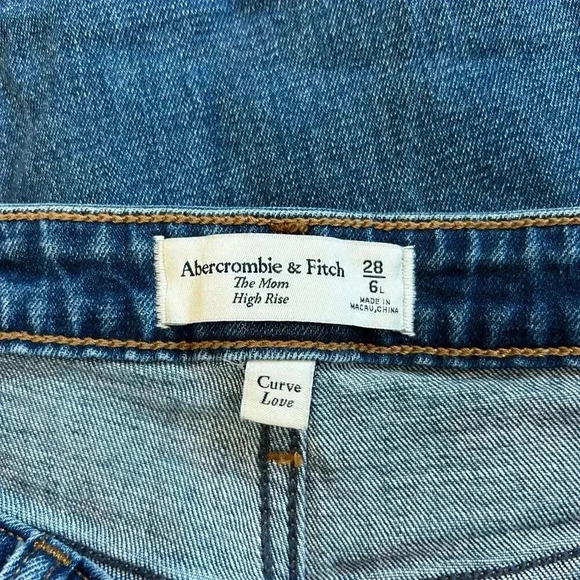 Abercrombie & Fitch
The Mom
High Rise
28
6L
MADE IN
MACAU,CHINA
Curve
Love